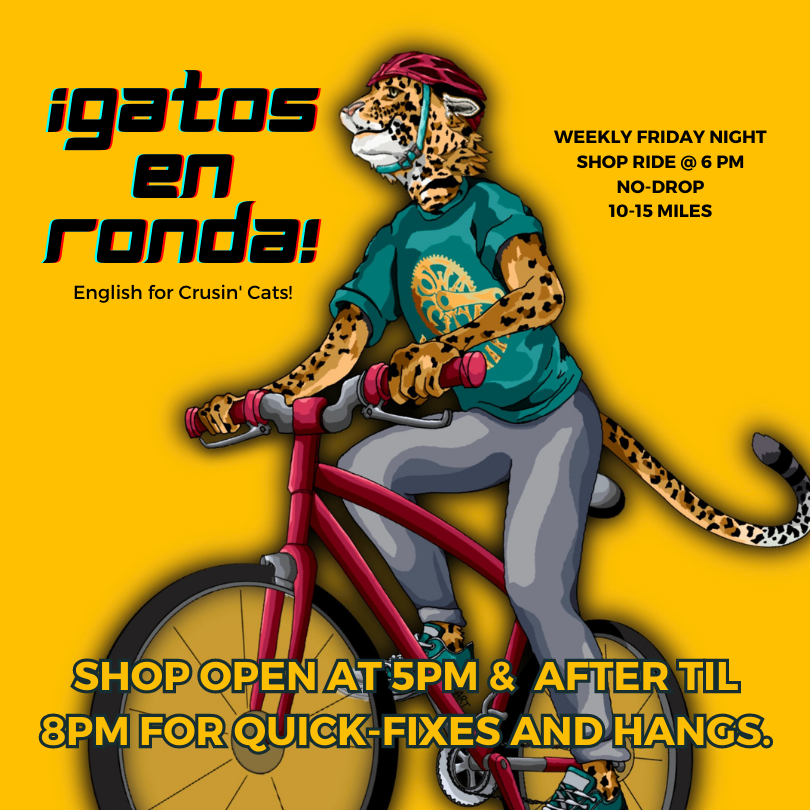 ¡gatos
en
ronda!
English for Crusin' Cats!
WEEKLY FRIDAY NIGHT
SHOP RIDE @ 6 PM
NO-DROP
10-15 MILES
SHOP OPEN AT 5PM & AFTER TIL
8PM FOR QUICK-FIXES AND HANGS.